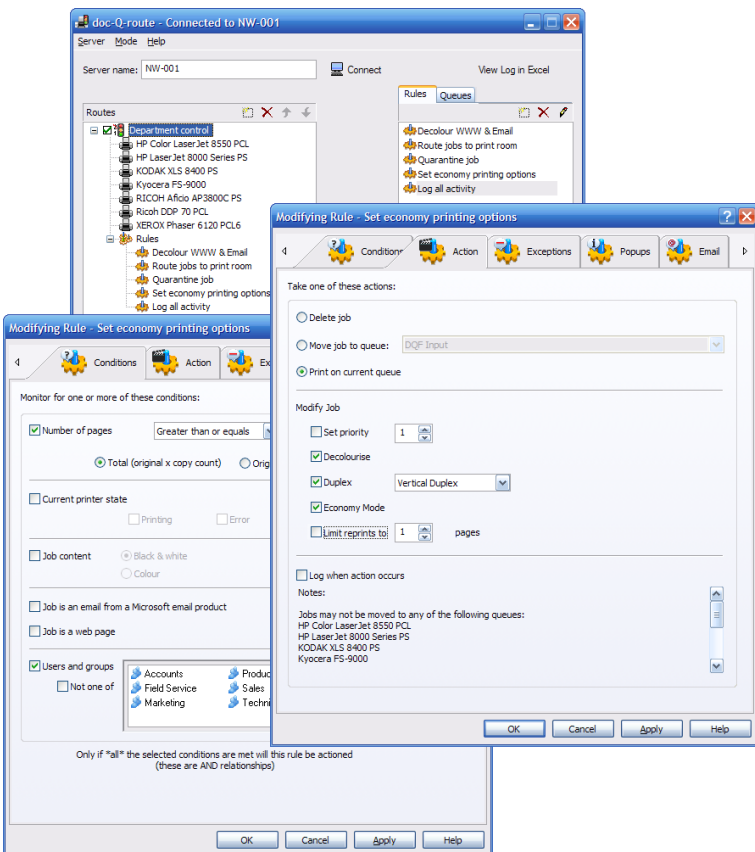 doc-Q-route - Connected to NW-001
Server Mode Help
Server name: NW-001 Connect View Log in Excel
Rules Queues
Routes
Department control
HP Color LaserJet 8550 PCL
HP LaserJet 8000 Series PS
KODAK XLS 8400 PS
Kyocera FS-9000
RICOH Aficio AP3800C PS
Ricoh DDP 70 PCL
XEROX Phaser 6120 PCL6
Rules
Decolour WWW & Email
Route jobs to print room
Quarantine job
Set economy printing options
Log all activity
Decolour WWW & Email
Route jobs to print room
Quarantine job
Set economy printing options
Log all activity
Modifying Rule - Set economy printing options
Conditions Action Exceptions Popups Email
Take one of these actions:
Delete job
Move job to queue: DQF Input
Print on current queue
Modify Job
Set priority 1
Decolourise
Duplex Vertical Duplex
Economy Mode
Limit reprints to 1 pages
Log when action occurs
Notes:
Jobs may not be moved to any of the following queues:
HP Color LaserJet 8550 PCL
HP LaserJet 8000 Series PS
KODAK XLS 8400 PS
Kyocera FS-9000
OK Cancel Apply Help
Modifying Rule - Set economy printing options
Conditions Action Ex
Monitor for one or more of these conditions:
Number of pages Greater than or equals
Total (original x copy count) Orig
Current printer state
Printing Error
Job content Black & white
Colour
Job is an email from a Microsoft email product
Job is a web page
Users and groups Accounts Produc
Not one of Field Service Sales
Marketing Techni
Only if *all* the selected conditions are met will this rule be actioned
(these are AND relationships)
OK Cancel Apply Help